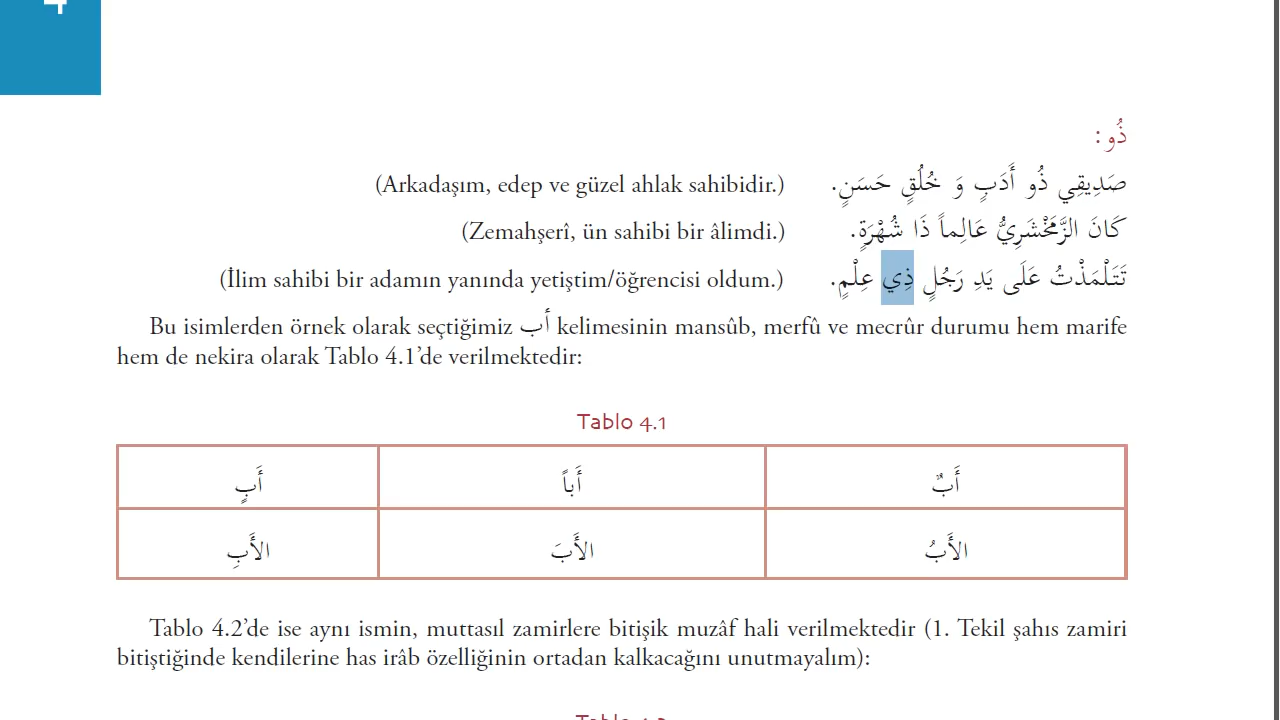 4
ذُو:
صَدِيقِي ذُو أَدَبٍ وَ خُلُقٍ حَسَنٍ. (Arkadaşım, edep ve güzel ahlak sahibidir.)
كَانَ الزَّمَخْشَرِيُّ عَالِماً ذَا شُهْرَةٍ. (Zemahşerî, ün sahibi bir âlimdi.)
تَتَلْمَذْتُ عَلَى يَدِ رَجُلٍ ذِي عِلْمٍ. (İlim sahibi bir adamın yanında yetiştim/öğrencisi oldum.)
Bu isimlerden örnek olarak seçtiğimiz أب kelimesinin mansûb, merfû ve mecrûr durumu hem marife
hem de nekira olarak Tablo 4.1’de verilmektedir:
Tablo 4.1
أَبٌ أَباً أَبٍ
الأَبُ الأَبَ الأَبِ
Tablo 4.2’de ise aynı ismin, muttasıl zamirlere bitişik muzâf hali verilmektedir (1. Tekil şahıs zamiri
bitiştiğinde kendilerine has irâb özelliğinin ortadan kalkacağını unutmayalım):